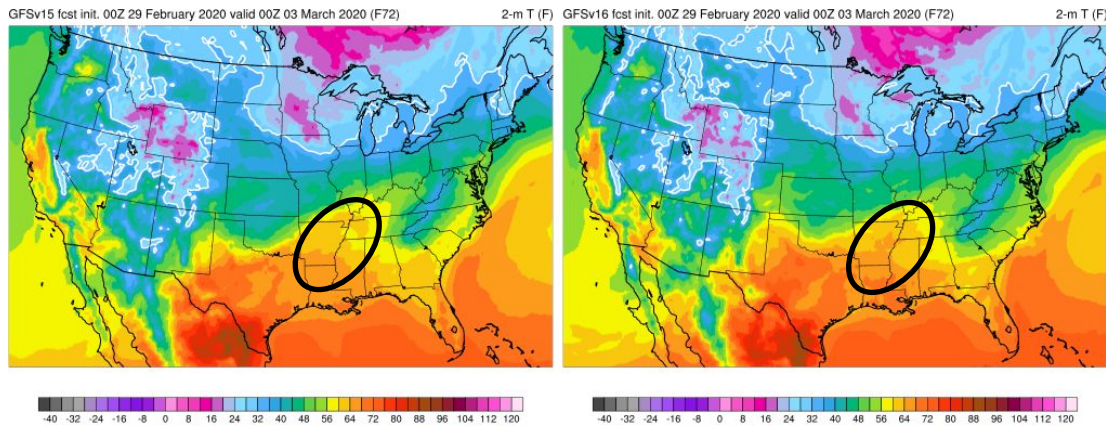 GFSv15 fcst init. 00Z 29 February 2020 valid 00Z 03 March 2020 (F72) 2-m T (F)
GFSv16 fcst init. 00Z 29 February 2020 valid 00Z 03 March 2020 (F72) 2-m T (F)
-40 -32 -24 -16 -8 0 8 16 24 32 40 48 56 64 72 80 88 96 104 112 120
-40 -32 -24 -16 -8 0 8 16 24 32 40 48 56 64 72 80 88 96 104 112 120